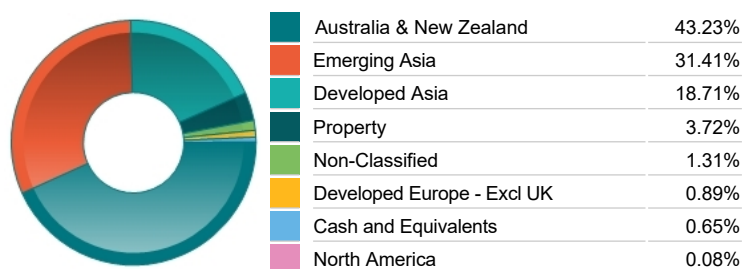 Australia & New Zealand 43.23%
Emerging Asia 31.41%
Developed Asia 18.71%
Property 3.72%
Non-Classified 1.31%
Developed Europe - Excl UK 0.89%
Cash and Equivalents 0.65%
North America 0.08%